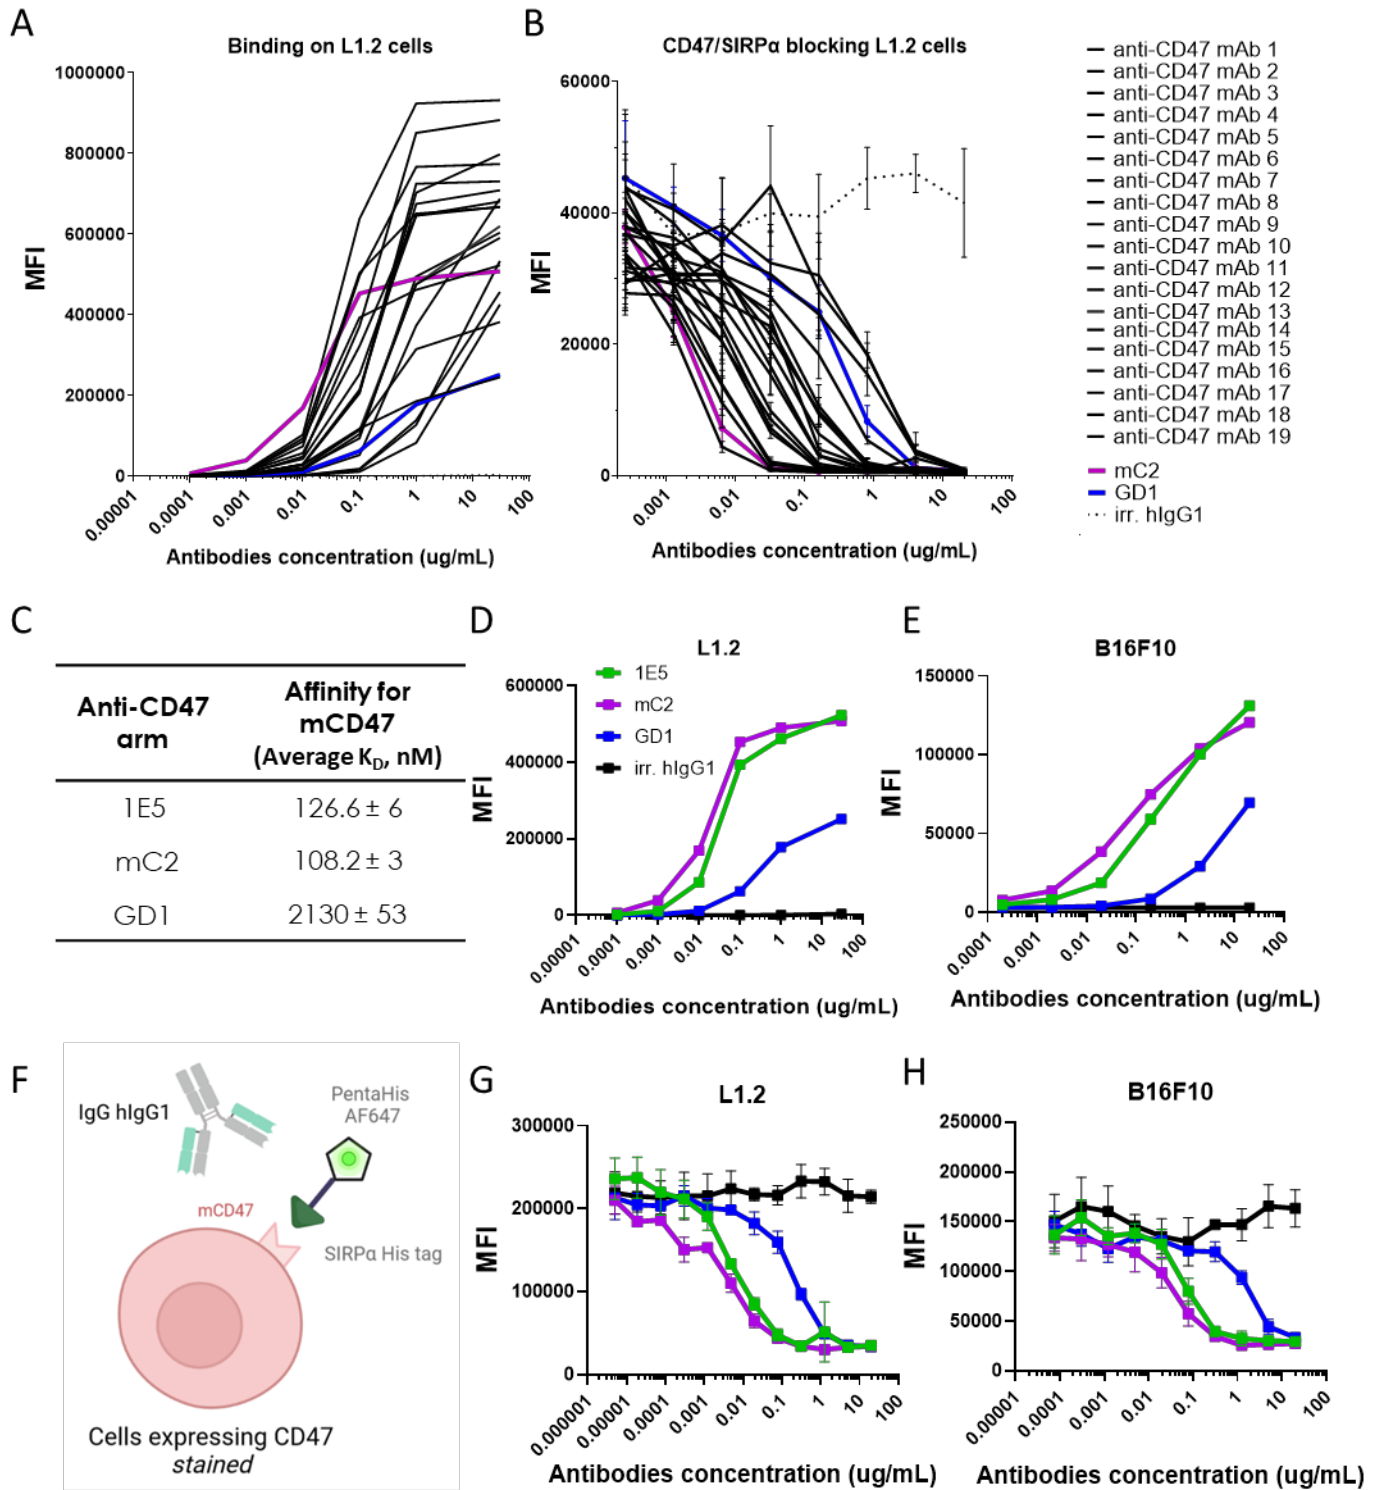 A
Binding on L1.2 cells
1000000
800000
600000
400000
200000
0
MFI
0.00001
0.0001
0.001
0.01
0.1
1
10
100
Antibodies concentration (ug/mL)
B
CD47/SIRPα blocking L1.2 cells
60000
40000
20000
0
MFI
0.001
0.01
0.1
1
10
100
Antibodies concentration (ug/mL)
anti-CD47 mAb 1
anti-CD47 mAb 2
anti-CD47 mAb 3
anti-CD47 mAb 4
anti-CD47 mAb 5
anti-CD47 mAb 6
anti-CD47 mAb 7
anti-CD47 mAb 8
anti-CD47 mAb 9
anti-CD47 mAb 10
anti-CD47 mAb 11
anti-CD47 mAb 12
anti-CD47 mAb 13
anti-CD47 mAb 14
anti-CD47 mAb 15
anti-CD47 mAb 16
anti-CD47 mAb 17
anti-CD47 mAb 18
anti-CD47 mAb 19
mC2
GD1
irr. hIgG1
C
Anti-CD47 arm
Affinity for mCD47 (Average KD, nM)
1E5 126.6 ± 6
mC2 108.2 ± 3
GD1 2130 ± 53
D
L1.2
600000
400000
200000
0
MFI
1E5
mC2
GD1
irr. hIgG1
0.00001
0.0001
0.001
0.01
0.1
1
10
100
Antibodies concentration (ug/mL)
E
B16F10
150000
100000
50000
0
MFI
0.0001
0.001
0.01
0.1
1
10
100
Antibodies concentration (ug/mL)
F
IgG hIgG1
PentaHis
AF647
mCD47
SIRPα His tag
Cells expressing CD47
stained
G
L1.2
300000
200000
100000
0
MFI
0.000001
0.00001
0.0001
0.001
0.01
0.1
1
10
100
Antibodies concentration (ug/mL)
H
B16F10
250000
200000
150000
100000
50000
0
MFI
0.00001
0.0001
0.001
0.01
0.1
1
10
100
Antibodies concentration (ug/mL)